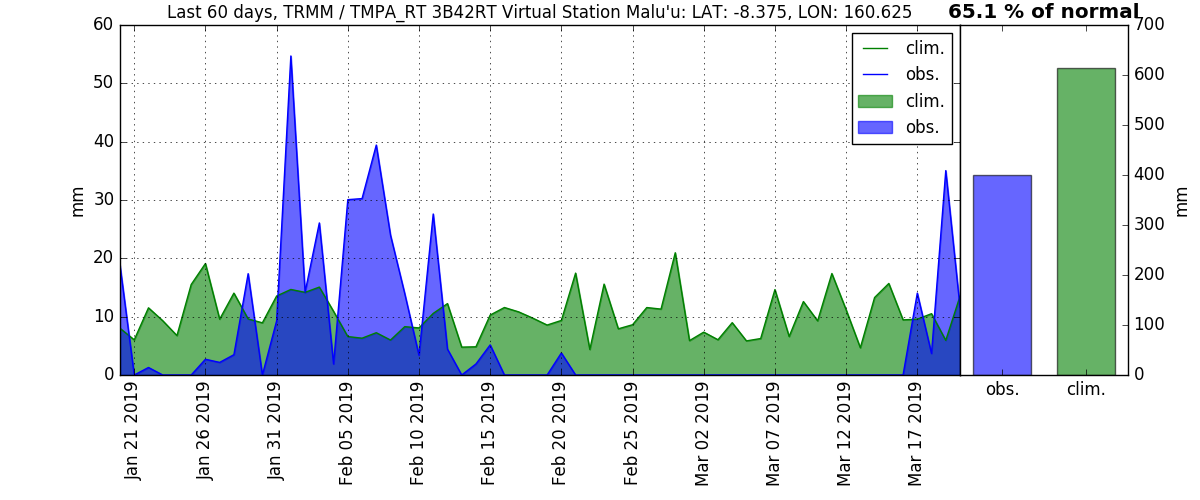 Last 60 days, TRMM / TMPA_RT 3B42RT Virtual Station Malu'u: LAT: -8.375, LON: 160.625
65.1 % of normal
60
50
40
30
20
10
0
mm
clim.
obs.
clim.
obs.
700
600
500
400
300
200
100
0
mm
obs.
clim.
Jan 21 2019
Jan 26 2019
Jan 31 2019
Feb 05 2019
Feb 10 2019
Feb 15 2019
Feb 20 2019
Feb 25 2019
Mar 02 2019
Mar 07 2019
Mar 12 2019
Mar 17 2019